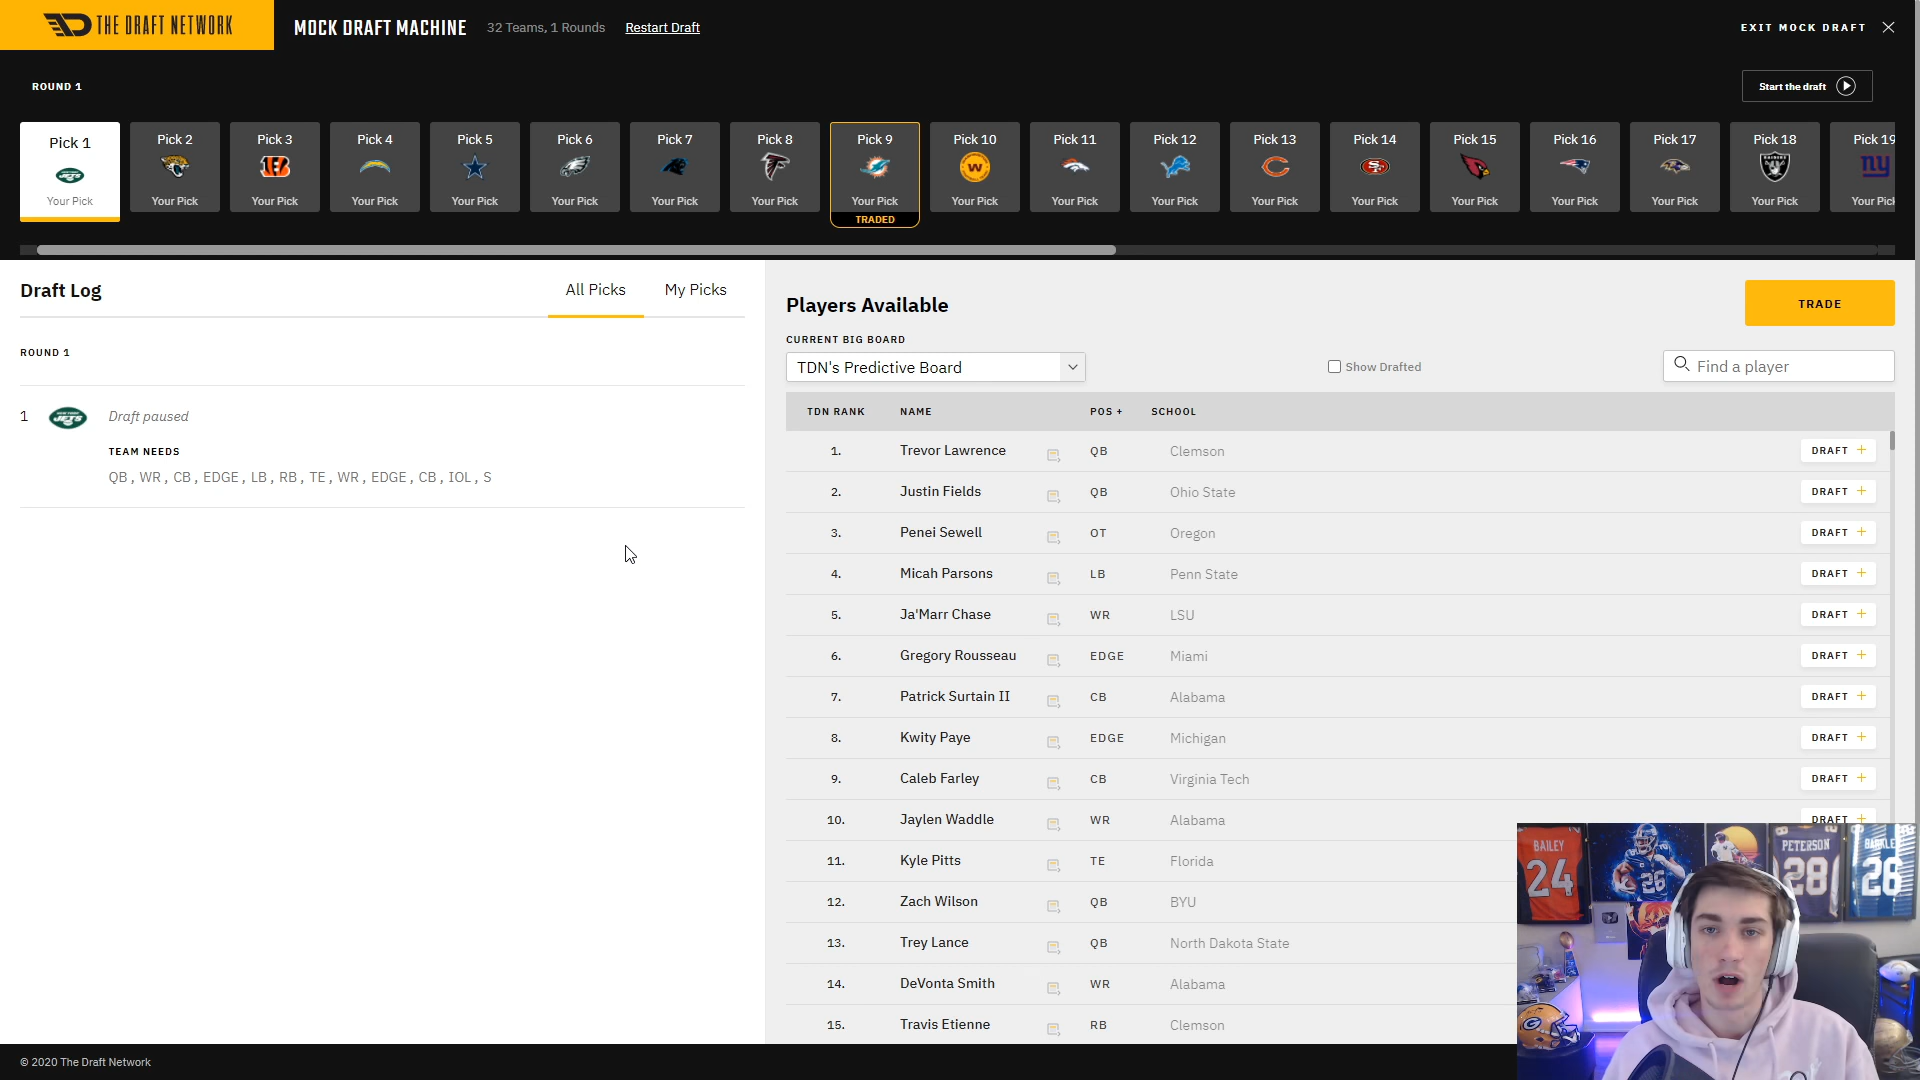 THE DRAFT NETWORK
MOCK DRAFT MACHINE
32 Teams, 1 Rounds
Restart Draft
EXIT MOCK DRAFT
ROUND 1
Start the draft
Pick 1
Your Pick
Pick 2
Your Pick
Pick 3
Your Pick
Pick 4
Your Pick
Pick 5
Your Pick
Pick 6
Your Pick
Pick 7
Your Pick
Pick 8
Your Pick
Pick 9
Your Pick
TRADED
Pick 10
W
Your Pick
Pick 11
Your Pick
Pick 12
Your Pick
Pick 13
Your Pick
Pick 14
Your Pick
Pick 15
Your Pick
Pick 16
Your Pick
Pick 17
Your Pick
Pick 18
Your Pick
Pick 19
ny
Your Pick
Draft Log
All Picks
My Picks
ROUND 1
1 JETS Draft paused
TEAM NEEDS
QB, WR, CB, EDGE, LB, RB, TE, WR, EDGE, CB, IOL, S
Players Available
TRADE
CURRENT BIG BOARD
TDN's Predictive Board
Show Drafted
Find a player
TDN RANK NAME POS + SCHOOL
1. Trevor Lawrence QB Clemson DRAFT +
2. Justin Fields QB Ohio State DRAFT +
3. Penei Sewell OT Oregon DRAFT +
4. Micah Parsons LB Penn State DRAFT +
5. Ja'Marr Chase WR LSU DRAFT +
6. Gregory Rousseau EDGE Miami DRAFT +
7. Patrick Surtain II CB Alabama DRAFT +
8. Kwity Paye EDGE Michigan DRAFT +
9. Caleb Farley CB Virginia Tech DRAFT +
10. Jaylen Waddle WR Alabama DRAFT +
11. Kyle Pitts TE Florida
12. Zach Wilson QB BYU
13. Trey Lance QB North Dakota State
14. DeVonta Smith WR Alabama
15. Travis Etienne RB Clemson
BAILEY
24
26
PETERSON
28
BARKLEY
26
G
© 2020 The Draft Network